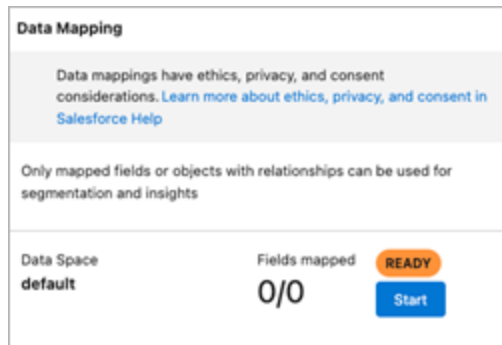 Data Mapping
Data mappings have ethics, privacy, and consent
considerations. Learn more about ethics, privacy, and consent in
Salesforce Help
Only mapped fields or objects with relationships can be used for
segmentation and insights
Data Space
default
Fields mapped
0/0
READY
Start